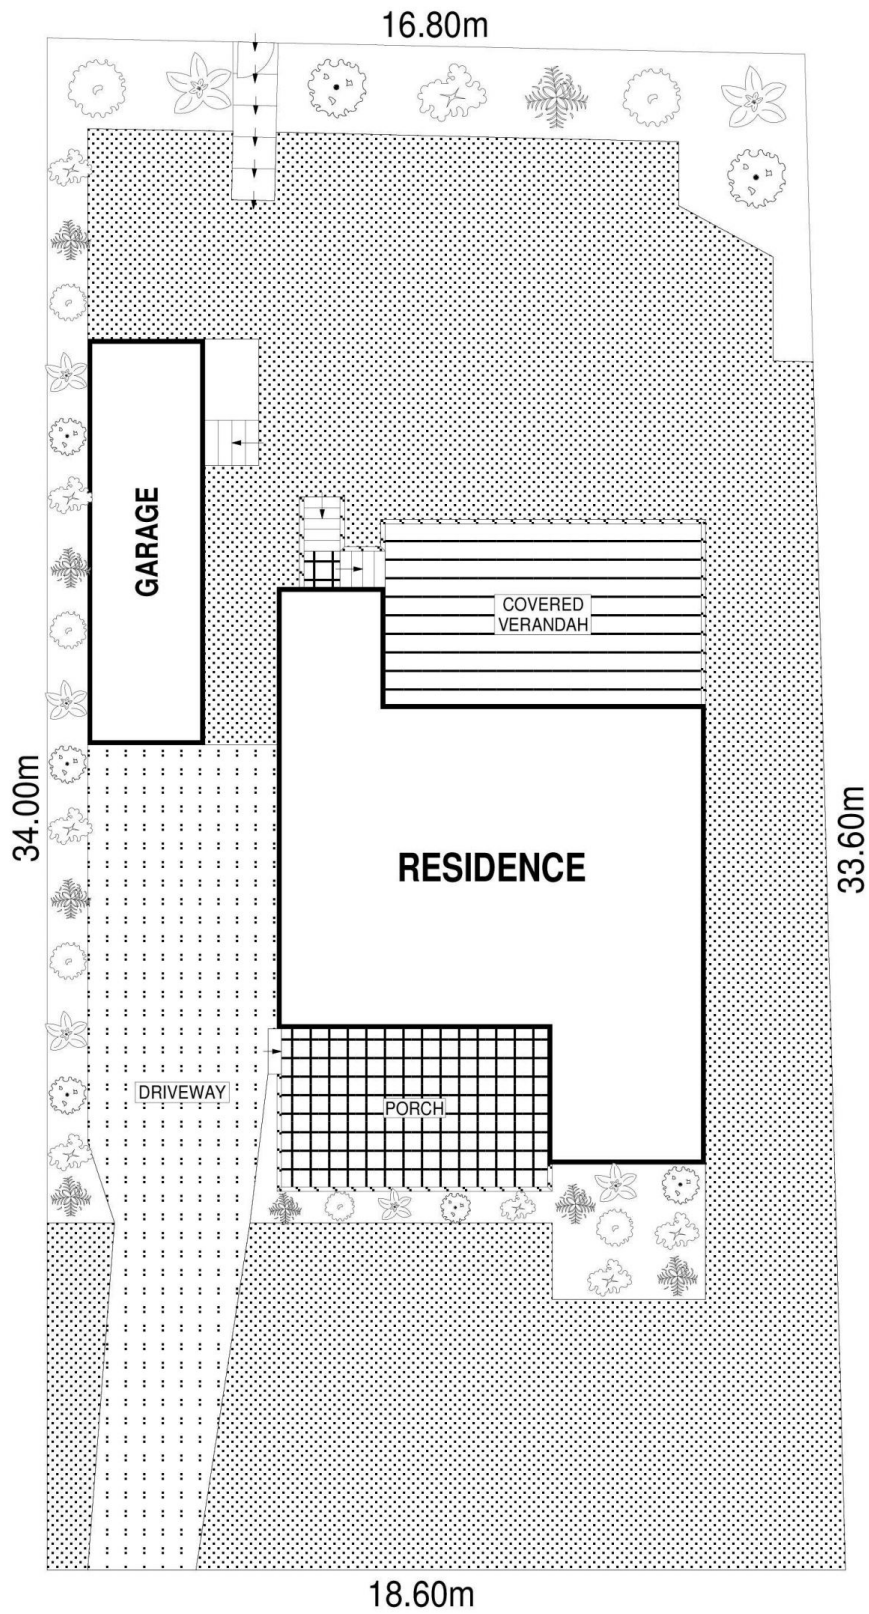 16.80m
GARAGE
COVERED
VERANDAH
34.00m
RESIDENCE
33.60m
DRIVEWAY
PORCH
18.60m